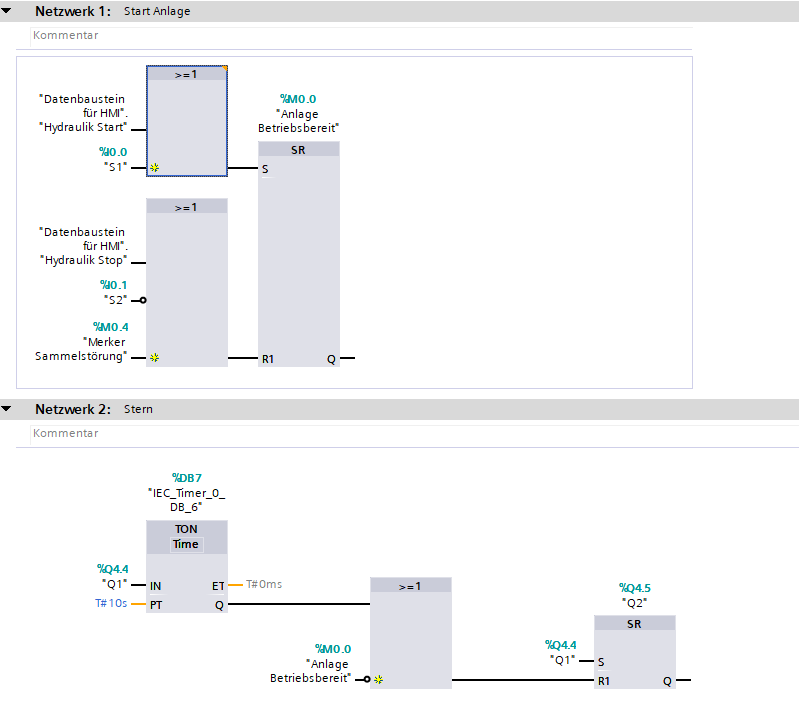 Netzwerk 1: Start Anlage
Kommentar
>=1
"Datenbaustein
für HMI".
"Hydraulik Start"
%I0.0
"S1"
%M0.0
"Anlage
Betriebsbereit"
SR
S
>=1
"Datenbaustein
für HMI".
"Hydraulik Stop"
%I0.1
"S2"
%M0.4
"Merker
Sammelstörung"
R1 Q
Netzwerk 2: Stern
Kommentar
%DB7
"IEC_Timer_0_
DB_6"
TON
Time
%Q4.4
"Q1" IN ET T#0ms
T#10s PT Q
>=1
%M0.0
"Anlage
Betriebsbereit"
%Q4.5
"Q2"
SR
%Q4.4
"Q1" S
R1 Q